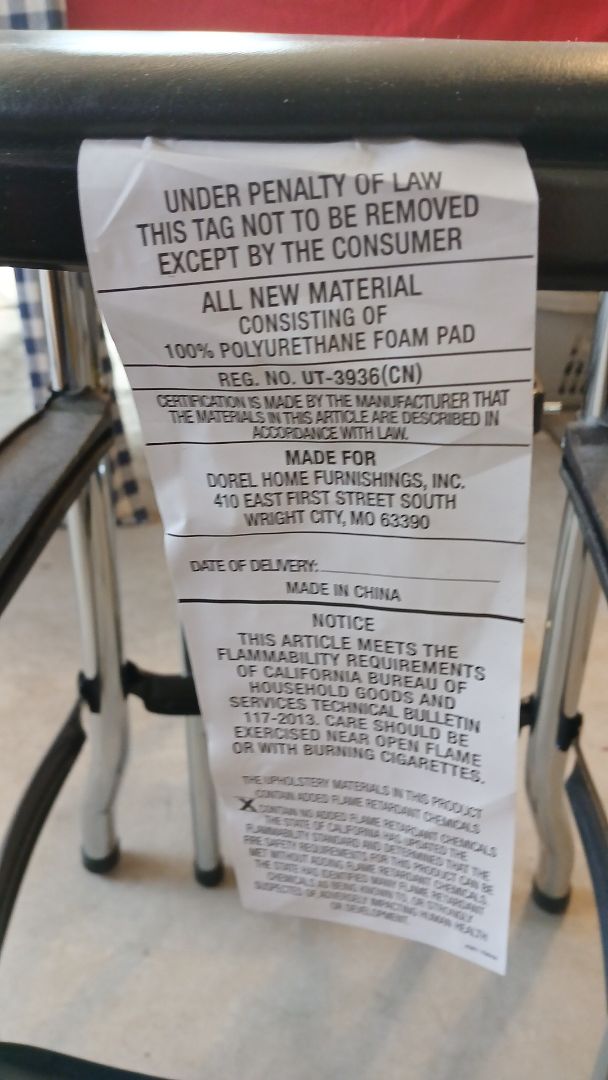 UNDER PENALTY OF LAW
THIS TAG NOT TO BE REMOVED
EXCEPT BY THE CONSUMER
ALL NEW MATERIAL
CONSISTING OF
100% POLYURETHANE FOAM PAD
REG. NO. UT-3936(CN)
CERTIFICATION IS MADE BY THE MANUFACTURER THAT
THE MATERIALS IN THIS ARTICLE ARE DESCRIBED IN
ACCORDANCE WITH LAW.
MADE FOR
DOREL HOME FURNISHINGS, INC.
410 EAST FIRST STREET SOUTH
WRIGHT CITY, MO 63390
DATE OF DELIVERY:
MADE IN CHINA
NOTICE
THIS ARTICLE MEETS THE
FLAMMABILITY REQUIREMENTS
OF CALIFORNIA BUREAU OF
HOUSEHOLD GOODS AND
SERVICES TECHNICAL BULLETIN
117-2013. CARE SHOULD BE
EXERCISED NEAR OPEN FLAME
OR WITH BURNING CIGARETTES.
THE UPHOLSTERY MATERIALS IN THIS PRODUCT
CONTAIN ADDED FLAME RETARDANT CHEMICALS
X CONTAIN NO ADDED FLAME RETARDANT CHEMICALS
THE STATE OF CALIFORNIA HAS UPDATED THE
FLAMMABILITY STANDARD AND DETERMINED THAT THE
FIRE SAFETY REQUIREMENTS FOR THIS PRODUCT CAN BE
MET WITHOUT ADDING FLAME RETARDANT CHEMICALS.
THE STATE HAS IDENTIFIED MANY FLAME RETARDANT
CHEMICALS AS BEING KNOWN TO, OR STRONGLY
SUSPECTED OF, ADVERSELY IMPACTING HUMAN HEALTH
OR DEVELOPMENT.